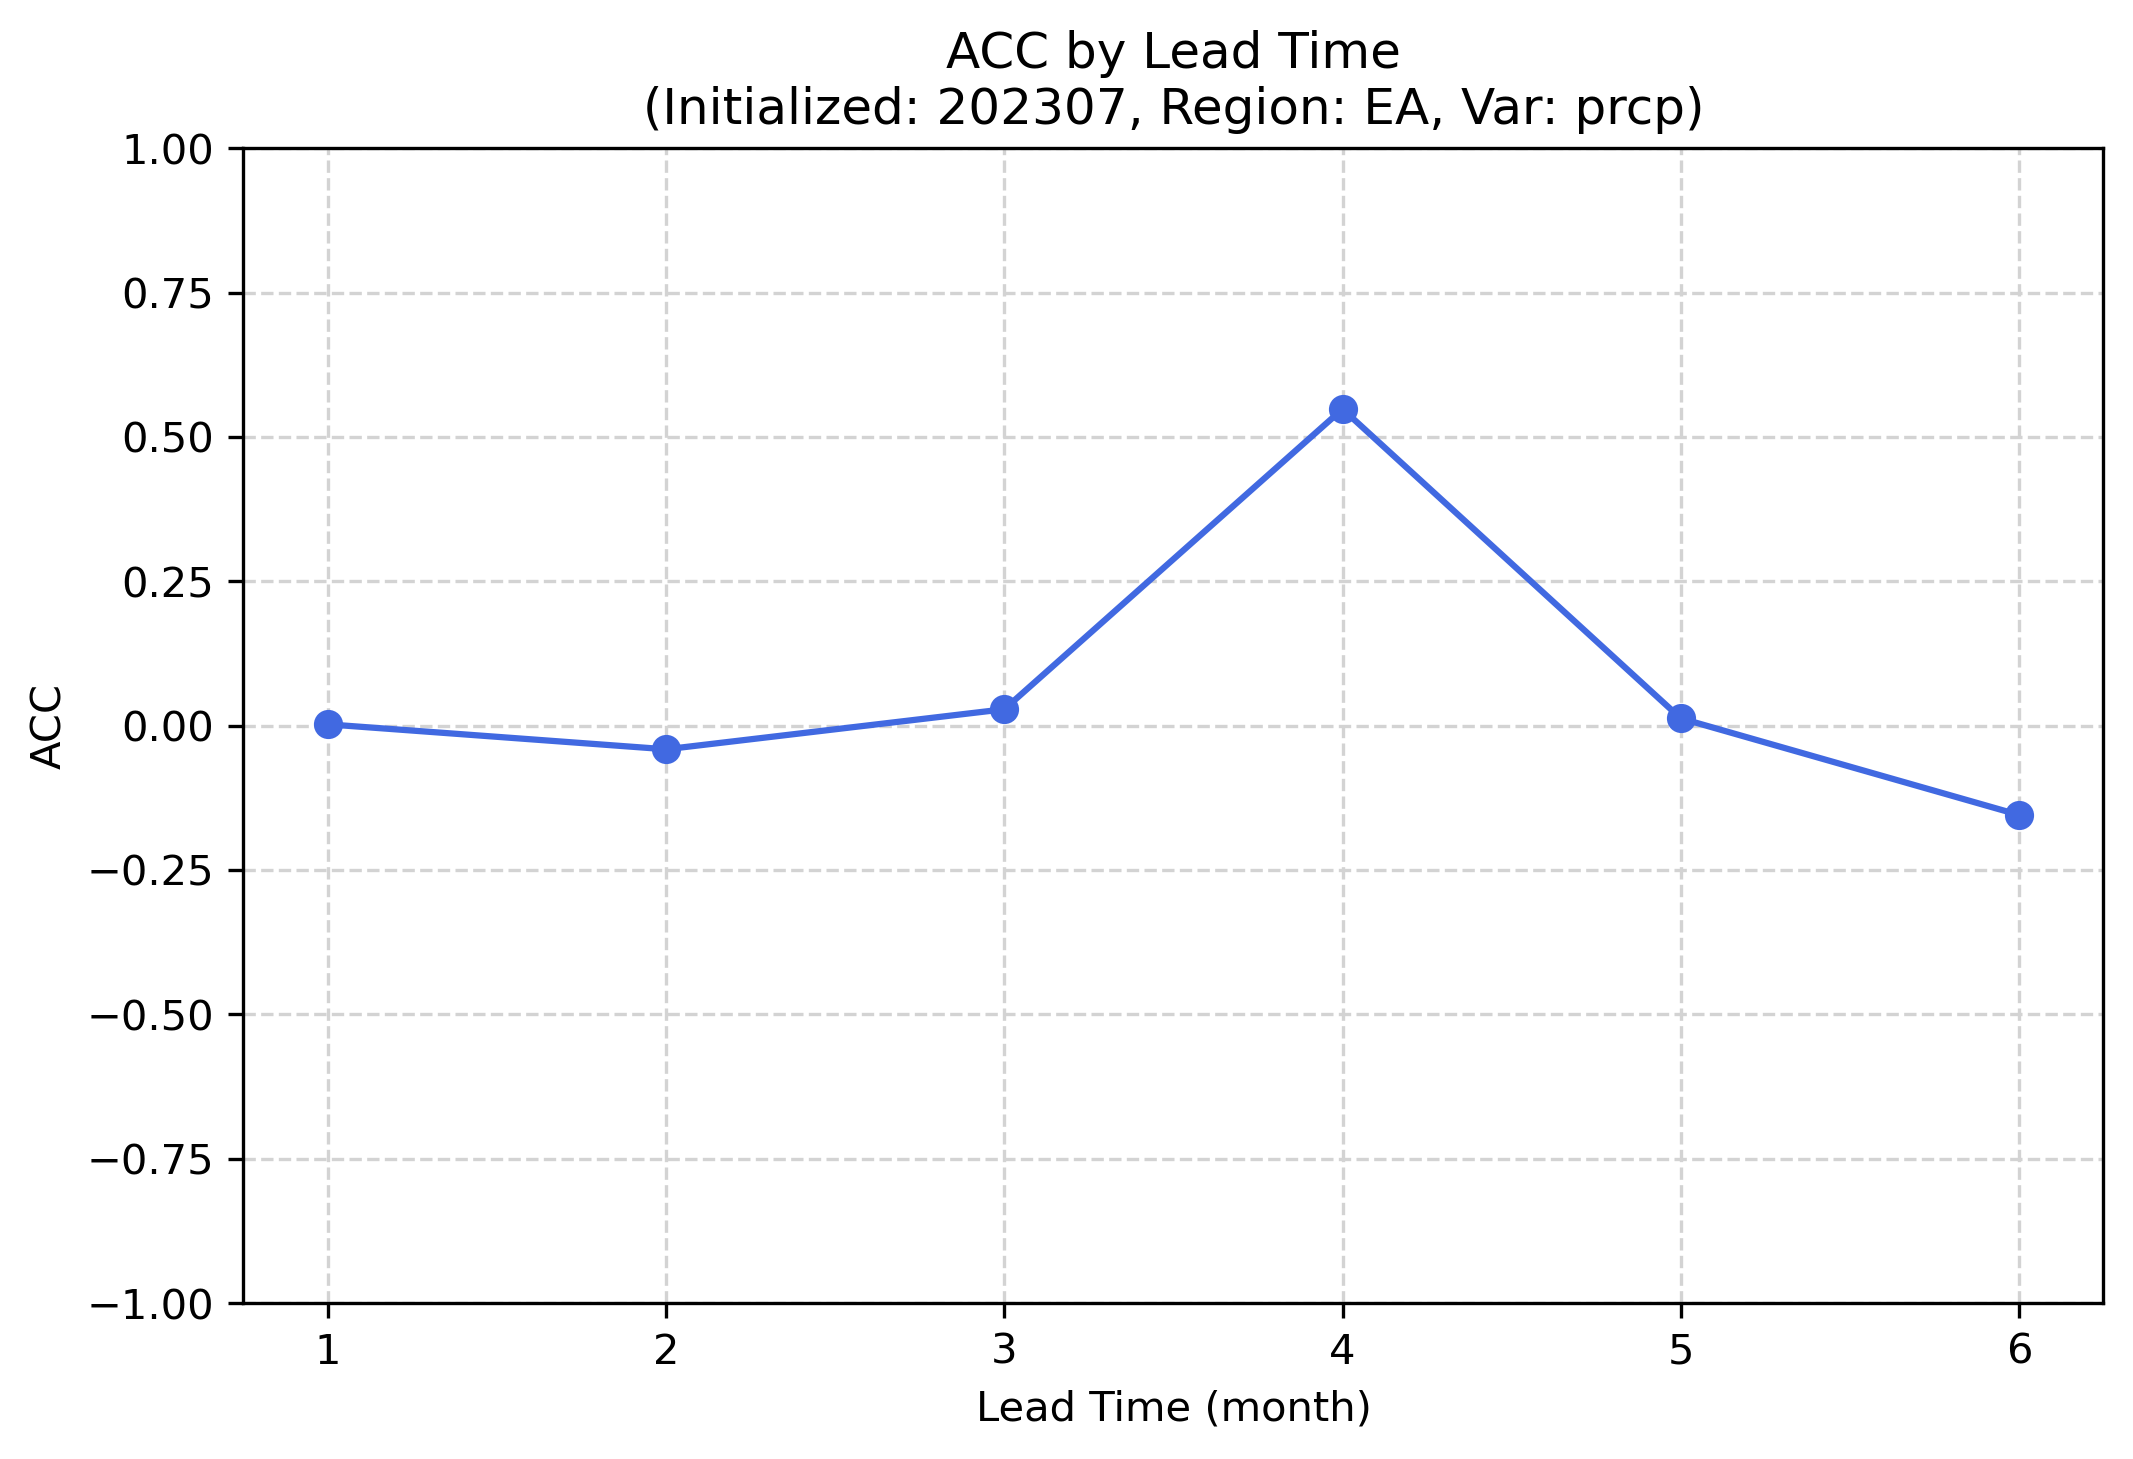 ACC by Lead Time
(Initialized: 202307, Region: EA, Var: prcp)
1.00
0.75
0.50
0.25
0.00
−0.25
−0.50
−0.75
−1.00
ACC
1 2 3 4 5 6
Lead Time (month)